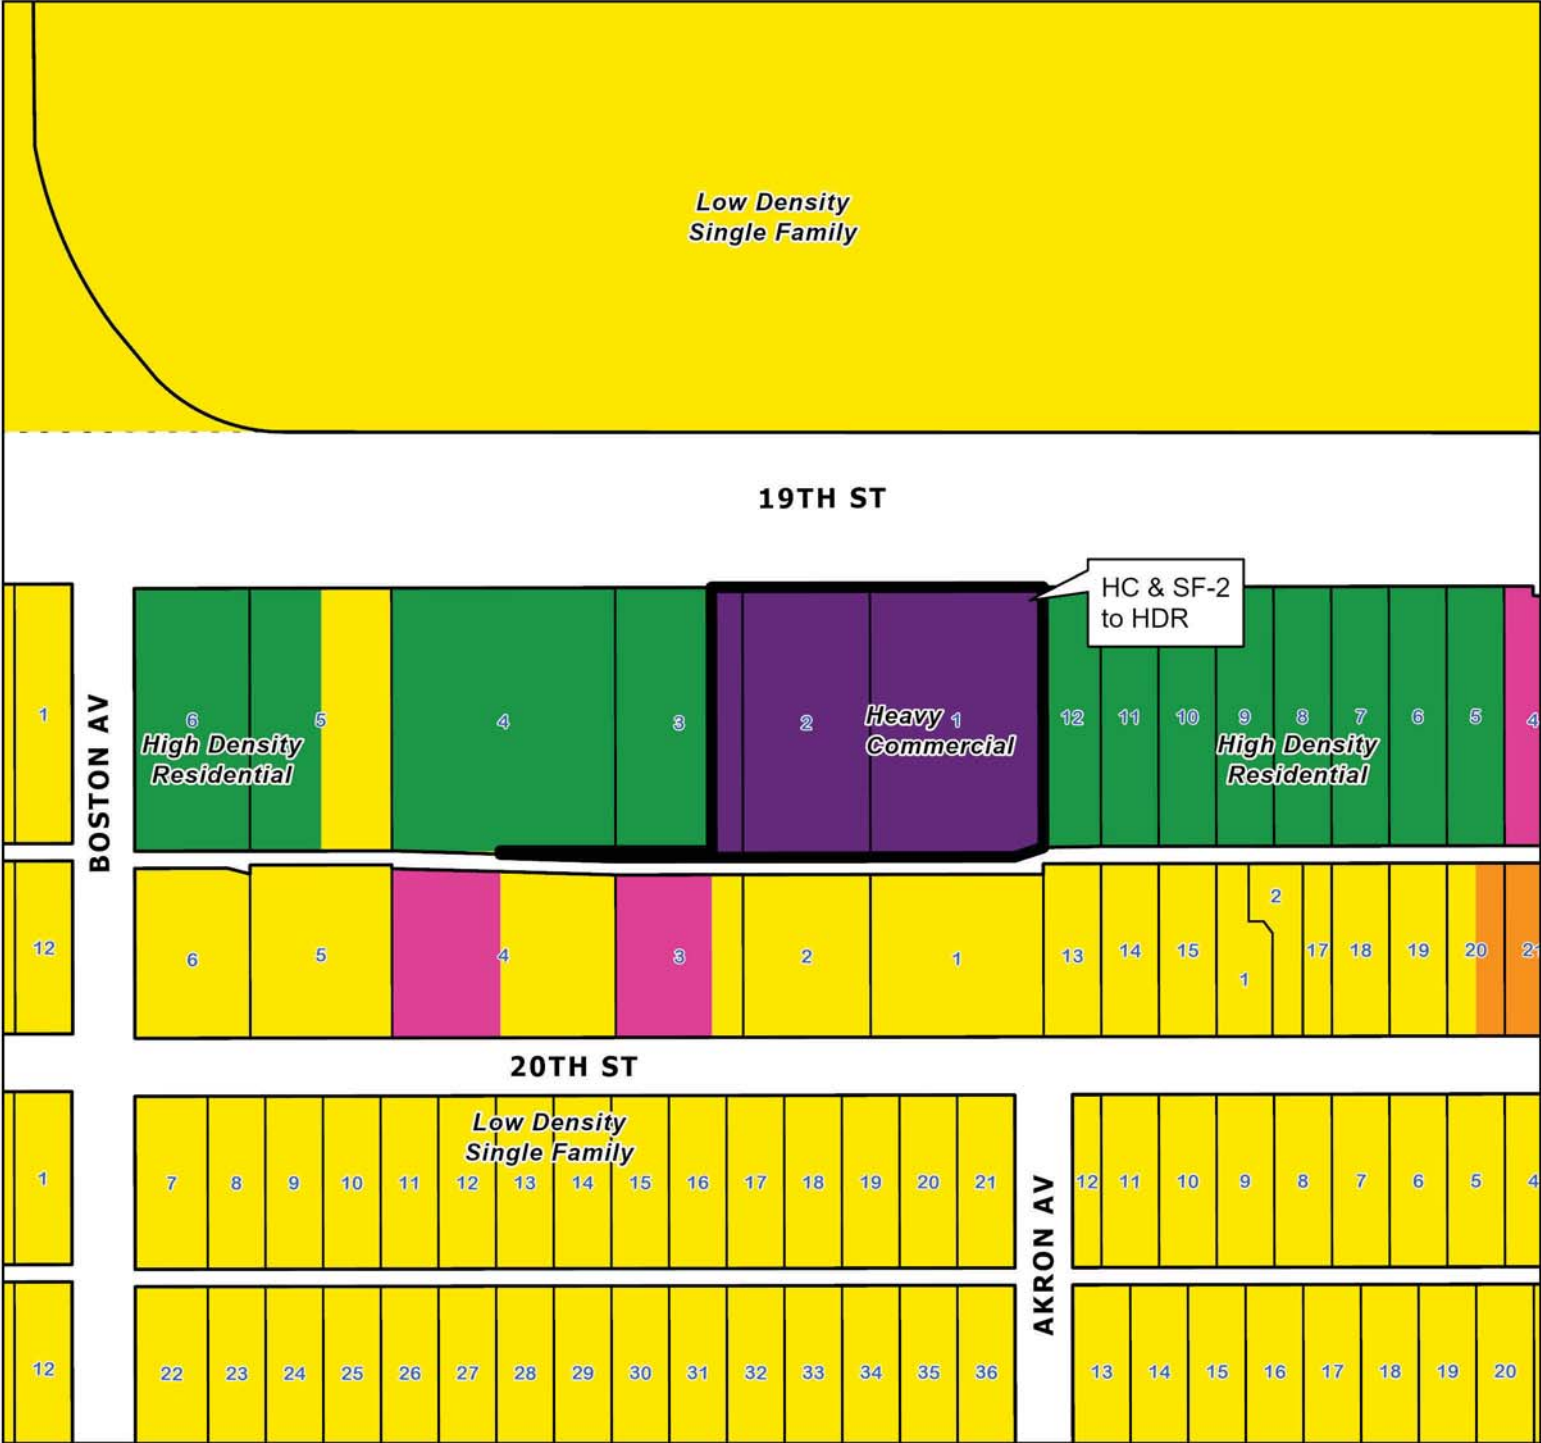 Low Density
Single Family
19TH ST
HC & SF-2
to HDR
1
6
5
4
3
2
Heavy 1
Commercial
12 11 10 9 8 7 6 5 4
High Density
Residential
High Density
Residential
BOSTON AV
12
6 5 4 3 2 1 13 14 15 1 2 17 18 19 20 21
20TH ST
Low Density
Single Family
1
7 8 9 10 11 12 13 14 15 16 17 18 19 20 21
12 11 10 9 8 7 6 5 4
AKRON AV
12
22 23 24 25 26 27 28 29 30 31 32 33 34 35 36
13 14 15 16 17 18 19 20